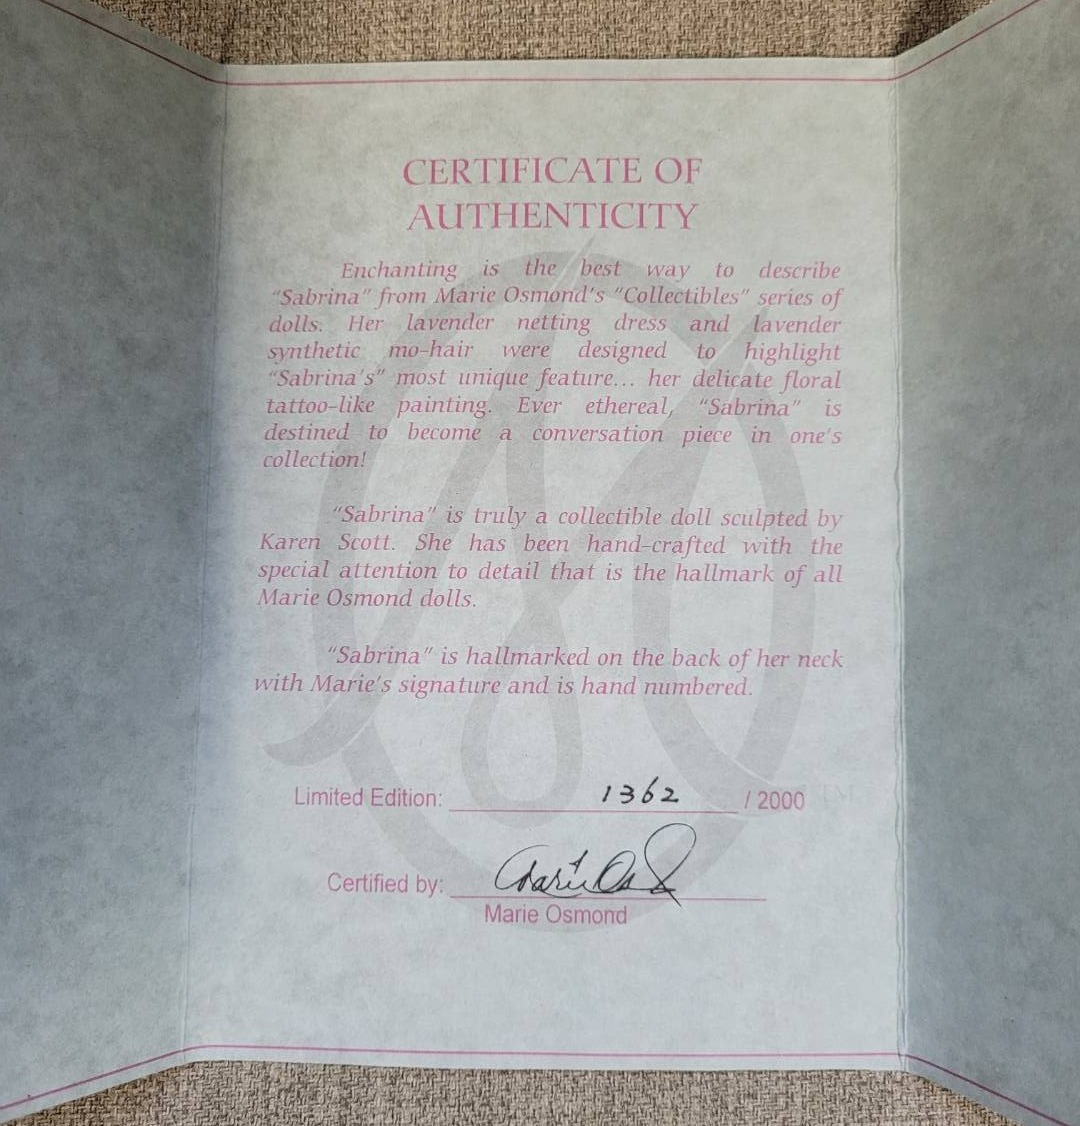 CERTIFICATE OF
AUTHENTICITY
Enchanting is the best way to describe
“Sabrina” from Marie Osmond's “Collectibles” series of
dolls. Her lavender netting dress and lavender
synthetic mo-hair were designed to highlight
“Sabrina's” most unique feature... her delicate floral
tattoo-like painting. Ever ethereal, “Sabrina” is
destined to become a conversation piece in one's
collection!
“Sabrina” is truly a collectible doll sculpted by
Karen Scott. She has been hand-crafted with the
special attention to detail that is the hallmark of all
Marie Osmond dolls.
“Sabrina” is hallmarked on the back of her neck
with Marie's signature and is hand numbered.
Limited Edition: 1362 / 2000
Certified by: Marie Osmond
Marie Osmond